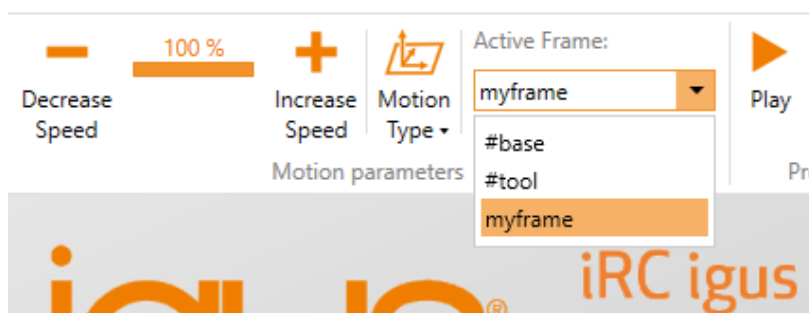 100 %
Decrease
Speed
Increase
Speed
Motion
Type
Active Frame:
myframe
#base
#tool
myframe
Play
Motion parameters
iRC igus
®